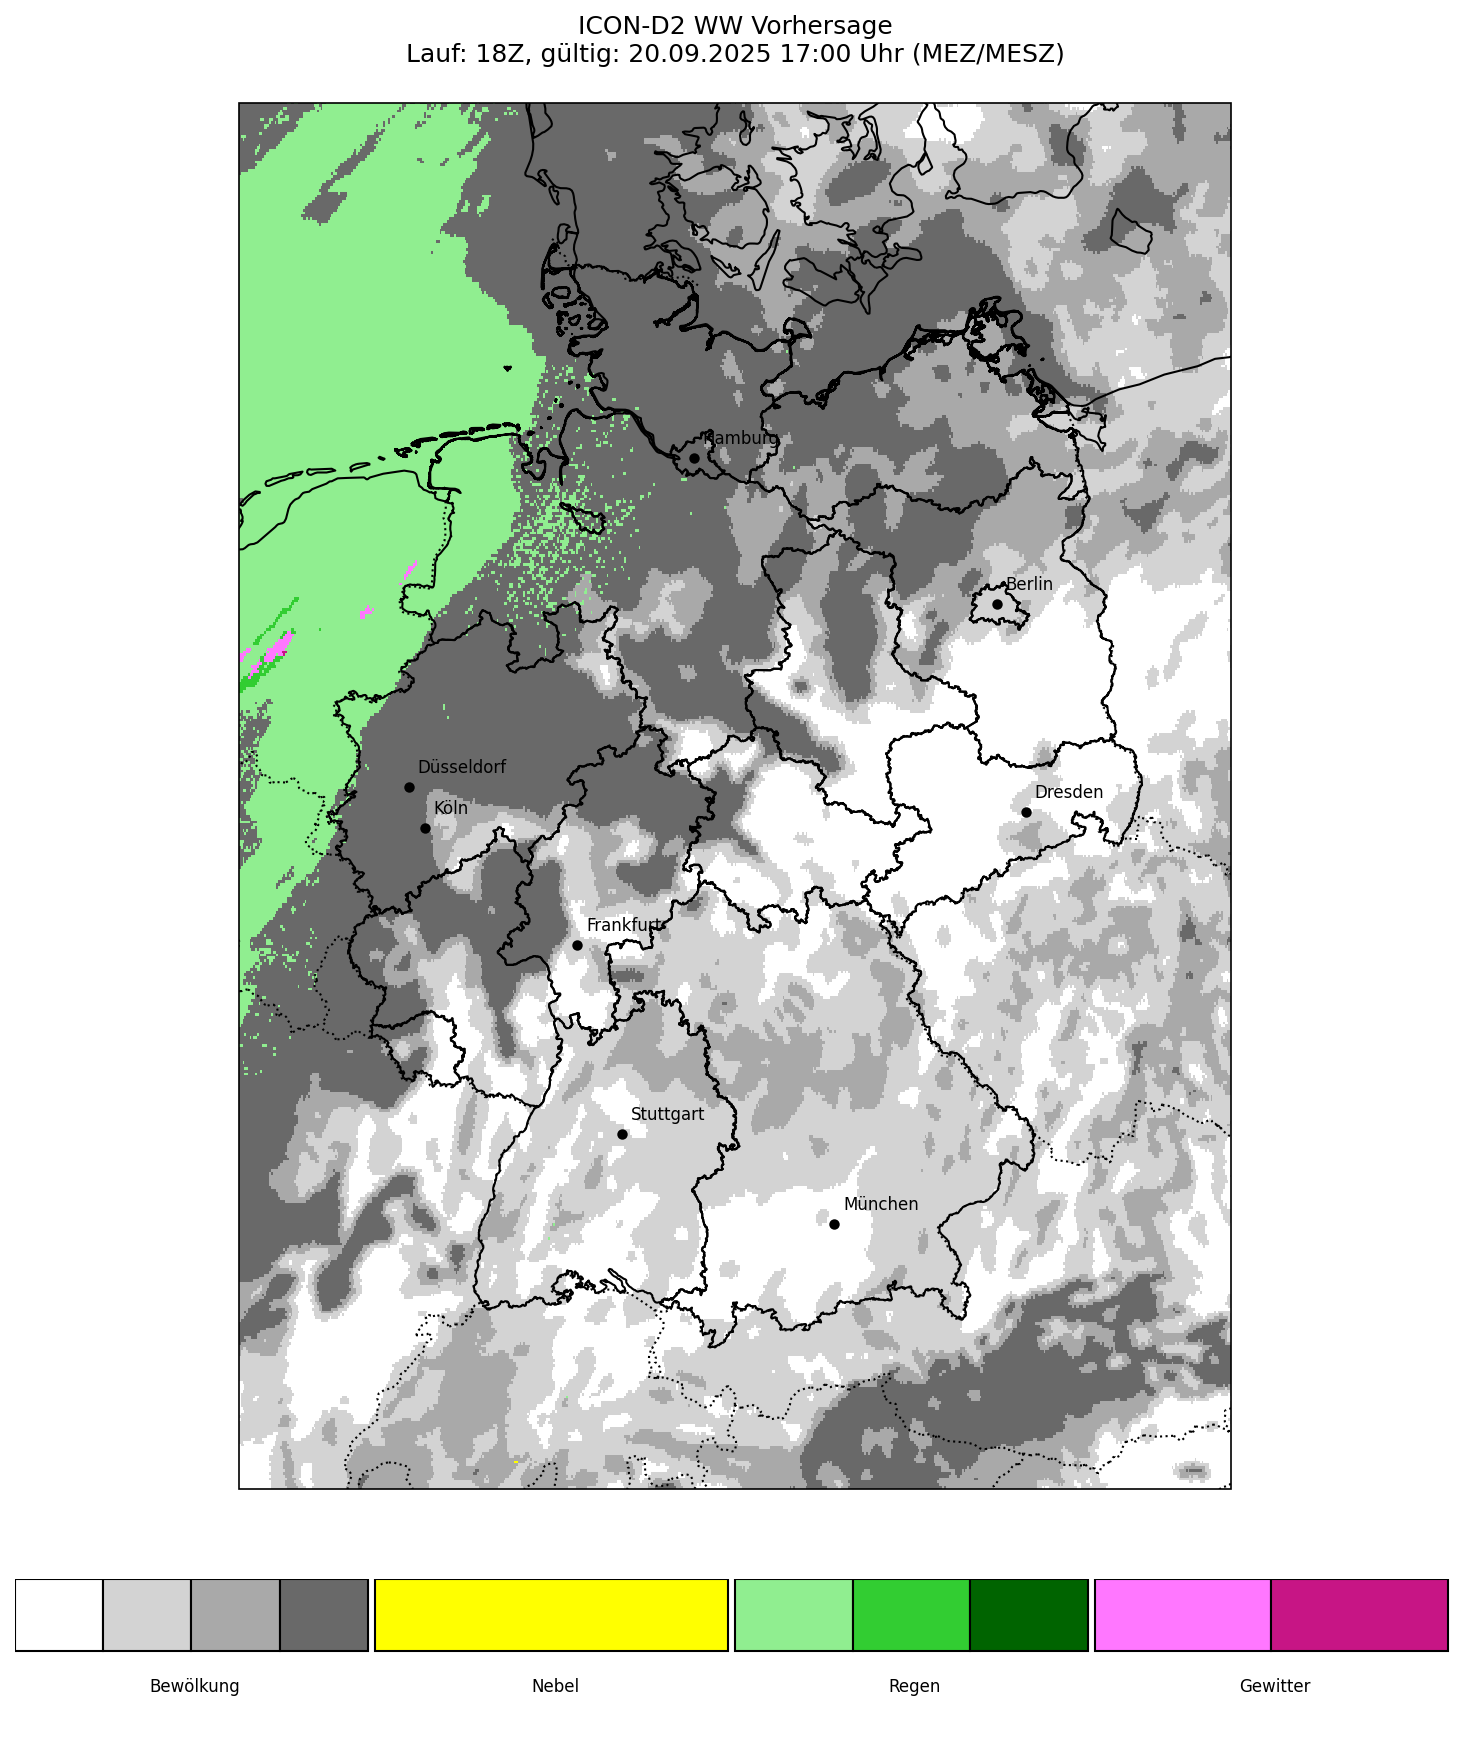 ICON-D2 WW Vorhersage
Lauf: 18Z, gültig: 20.09.2025 17:00 Uhr (MEZ/MESZ)
Hamburg
Berlin
Düsseldorf
Dresden
Köln
Frankfurt
Stuttgart
München
Bewölkung
Nebel
Regen
Gewitter